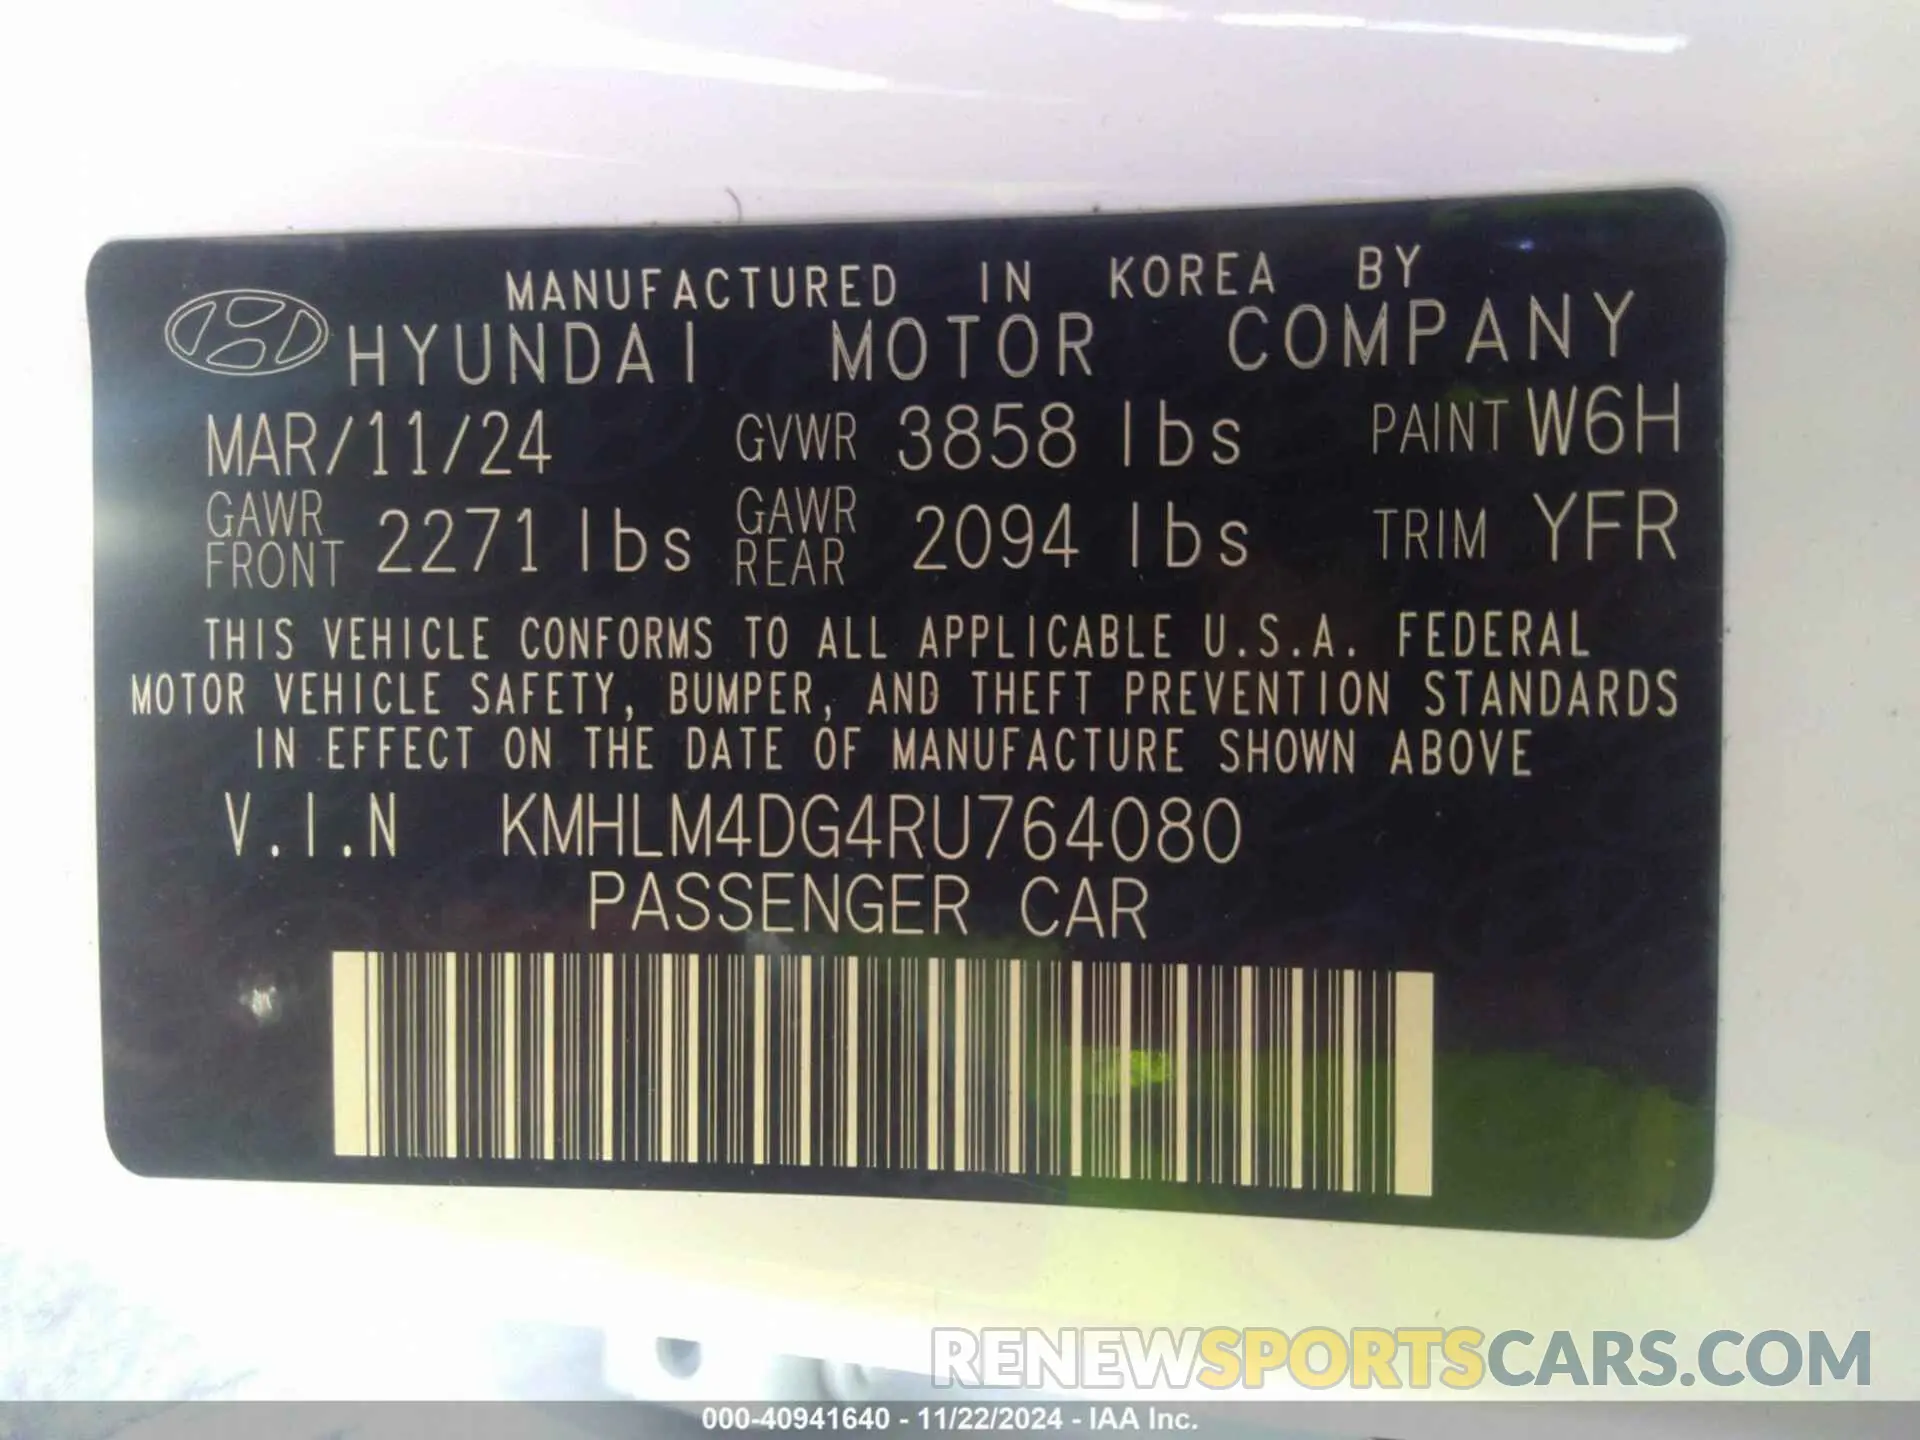 MANUFACTURED IN KOREA BY
HYUNDAI MOTOR COMPANY
MAR/11/24 GVWR 3858 lbs PAINT W6H
GAWR FRONT 2271 lbs GAWR REAR 2094 lbs TRIM YFR
THIS VEHICLE CONFORMS TO ALL APPLICABLE U.S.A. FEDERAL
MOTOR VEHICLE SAFETY, BUMPER, AND THEFT PREVENTION STANDARDS
IN EFFECT ON THE DATE OF MANUFACTURE SHOWN ABOVE
V.I.N KMHLM4DG4RU764080
PASSENGER CAR
RENEWSPORTSCARS.COM
000-40941640 - 11/22/2024 - IAA Inc.